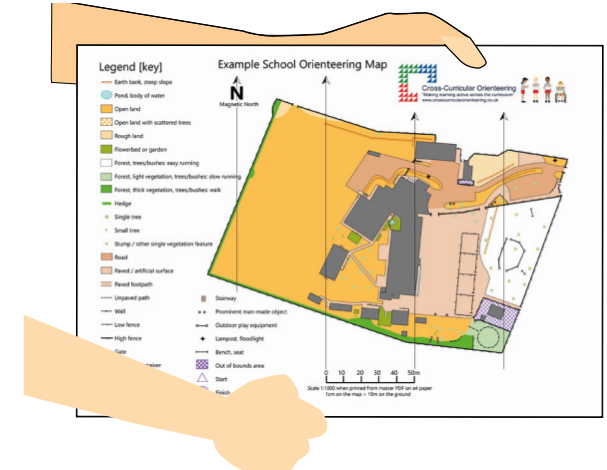 Legend [key]
Example School Orienteering Map
Earth bank, steep slope
Pond, body of water
Open land
Open land with scattered trees
Rough land
Flowerbed or garden
Forest, trees/bushes: easy running
Forest, light vegetation, trees/bushes: slow running
Forest, thick vegetation, trees/bushes: walk
Hedge
Single tree
Small tree
Stump / other single vegetation feature
Road
Paved / artificial surface
Paved footpath
Unpaved path
Wall
Low fence
High fence
Gate
Stairway
Prominent man-made object
Outdoor play equipment
Lampost, floodlight
Bench, seat
Out of bounds area
Start
Finish
N
Magnetic North
Cross-Curricular Orienteering
"Making learning active across the curriculum"
www.crosscurricularorienteering.co.uk
0 10 20 30 40 50m
Scale 1:1000 when printed from master PDF on a4 paper
1cm on the map = 10m on the ground